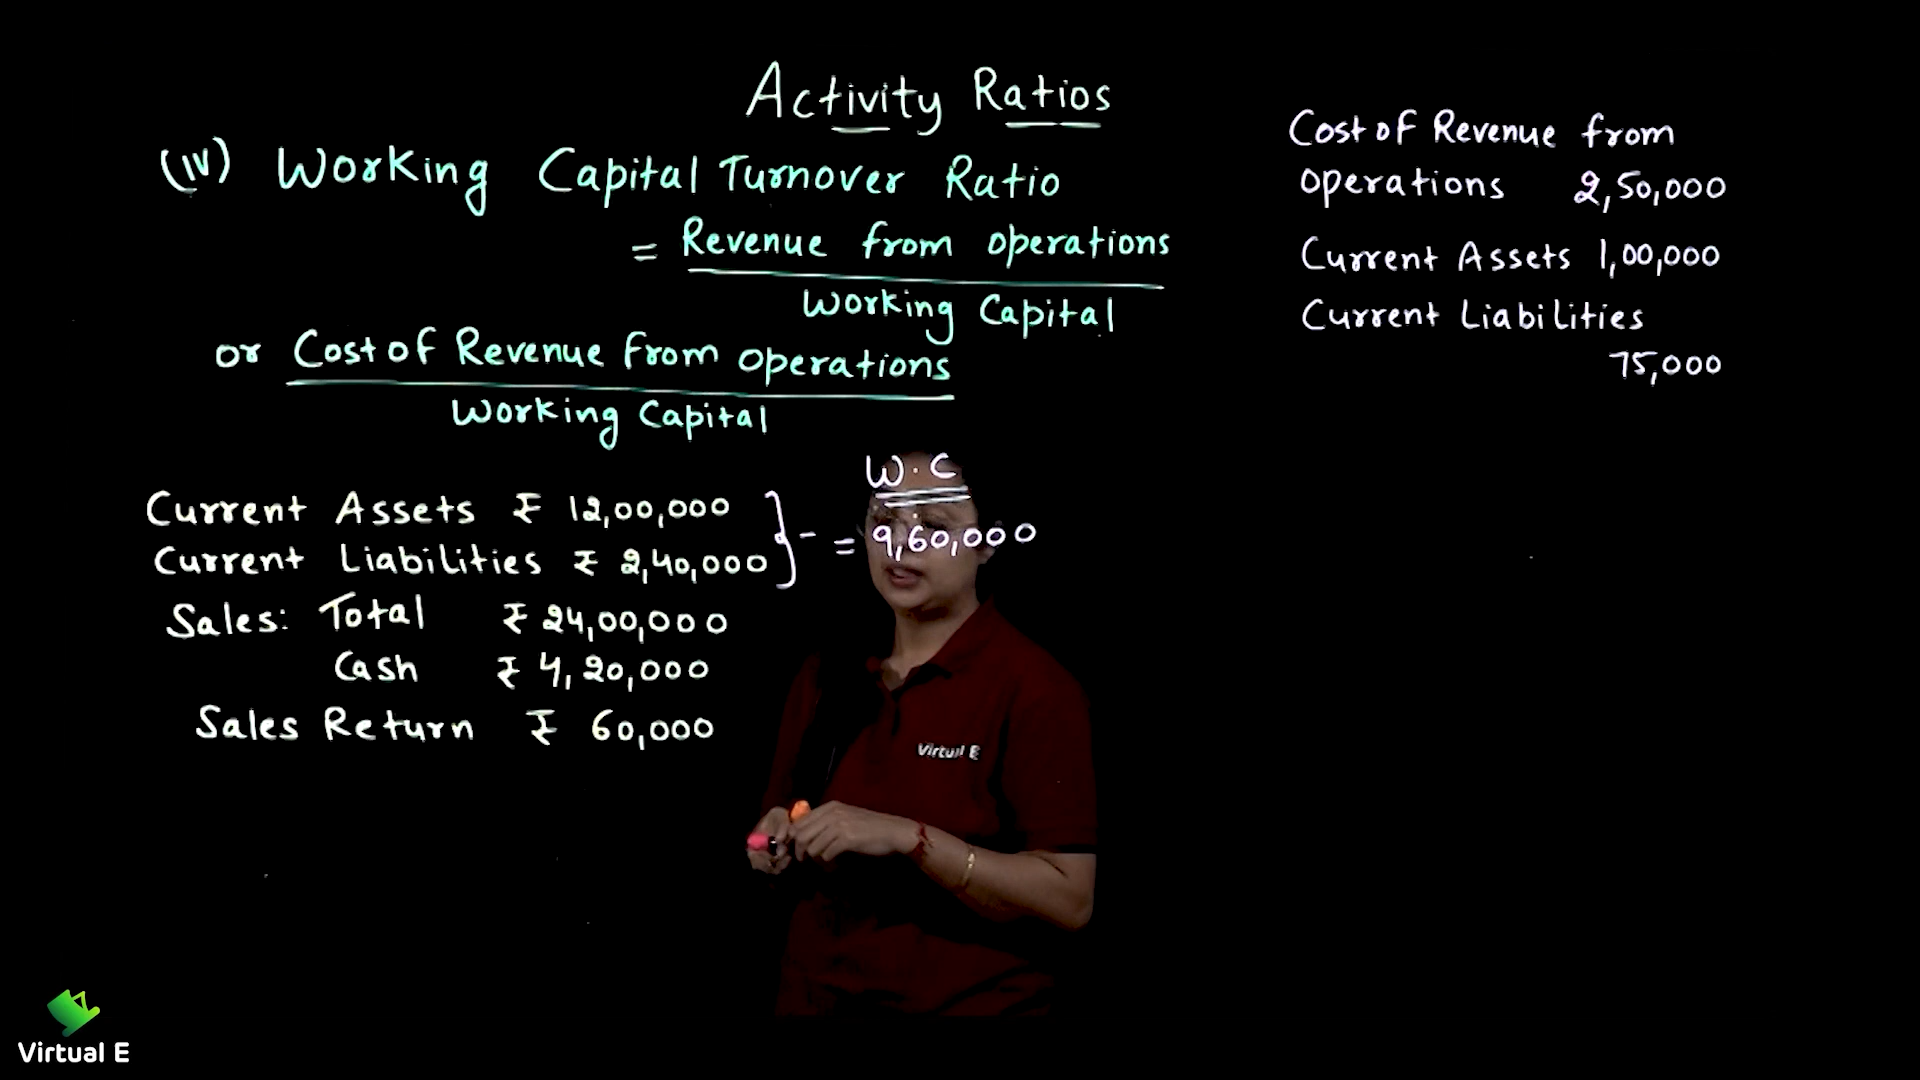 Activity Ratios
(IV) Working Capital Turnover Ratio
= Revenue from operations
Working Capital
or Cost of Revenue from operations
Working Capital
Current Assets ₹ 12,00,000
Current Liabilities ₹ 2,40,000
} - = W.C
9,60,000
Sales: Total ₹ 24,00,000
Cash ₹ 4,20,000
Sales Return ₹ 60,000
Cost of Revenue from
operations 2,50,000
Current Assets 1,00,000
Current Liabilities
75,000
Virtual E
Virtual E